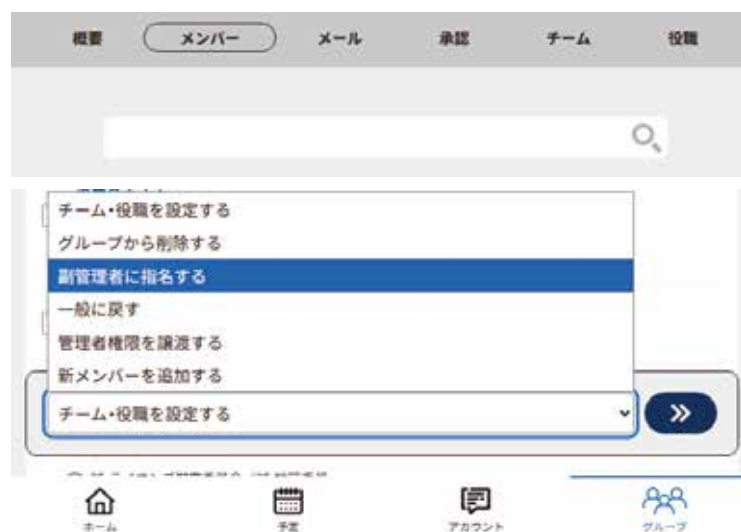 概要 メンバー メール 承認 チーム 役職
チーム・役職を設定する
グループから削除する
副管理者に指名する
一般に戻す
管理者権限を譲渡する
新メンバーを追加する
チーム・役職を設定する
ホーム 予定 アカウント グループ